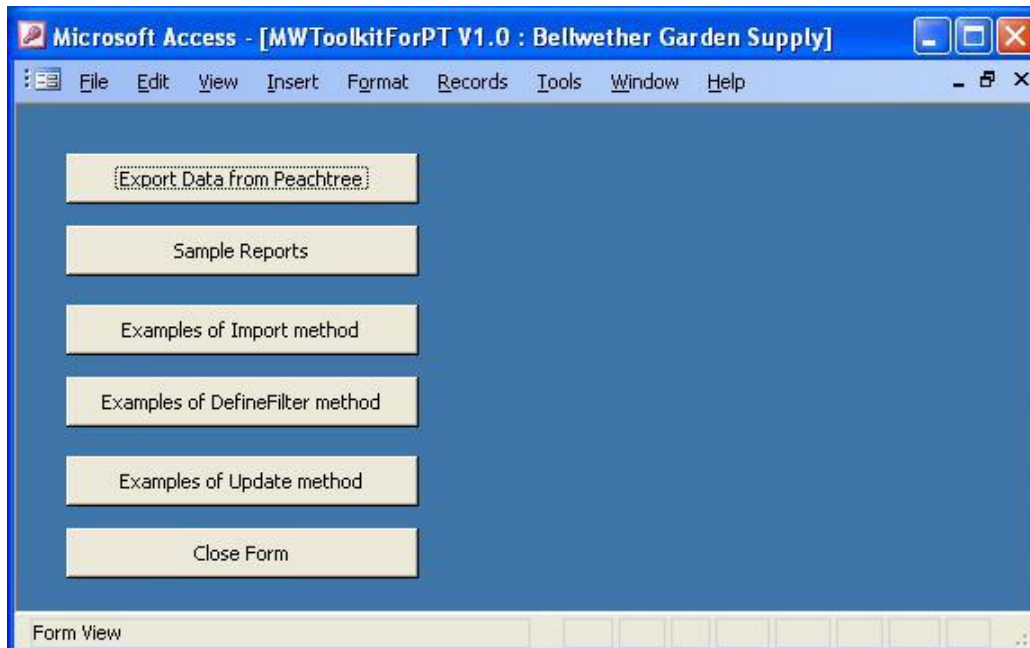 Microsoft Access - [MWToolkitForPT V1.0 : Bellwether Garden Supply]
File Edit View Insert Format Records Tools Window Help
Export Data from Peachtree
Sample Reports
Examples of Import method
Examples of DefineFilter method
Examples of Update method
Close Form
Form View